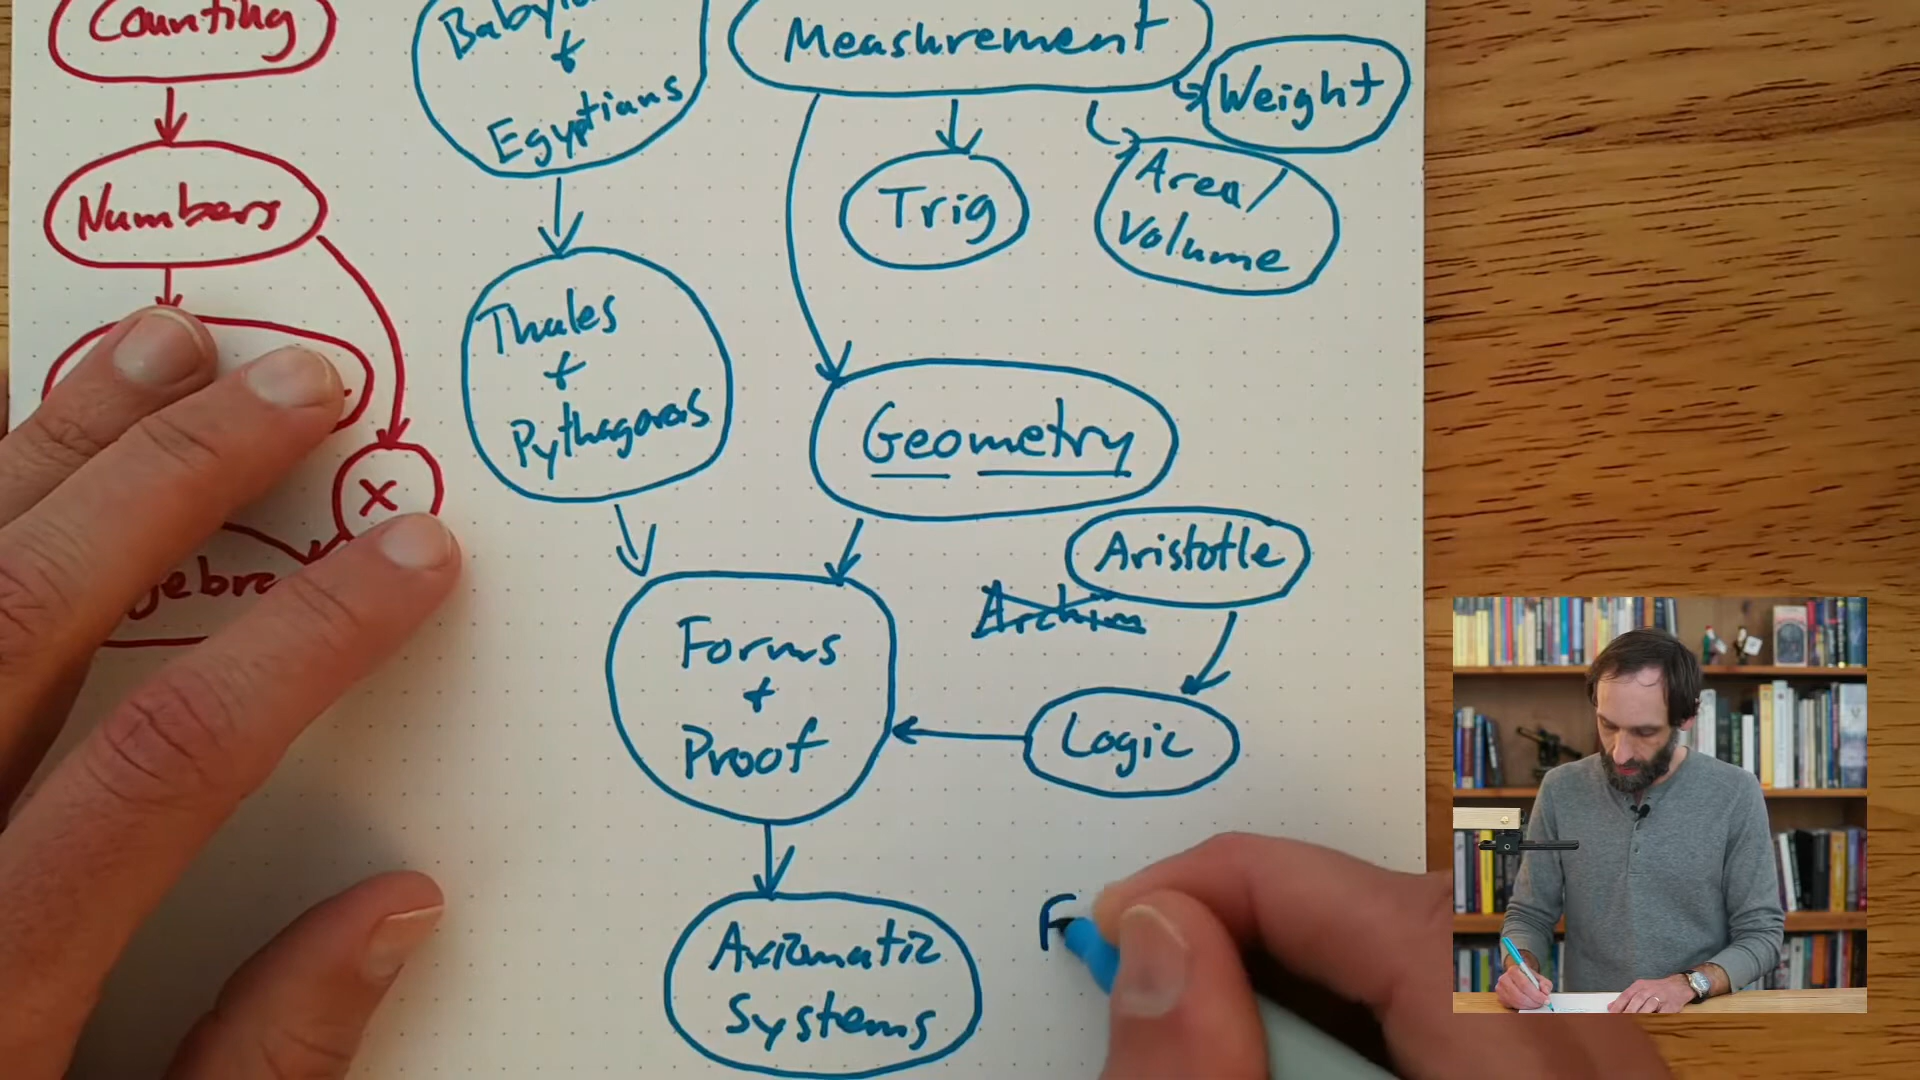 Counting
Numbers
x
Egyptians
Thales
+
Pythagoras
Measurement
Weight
Trig
Area/
Volume
Geometry
Aristotle
Archim
Logic
Forms
+
Proof
Axiomatic
Systems